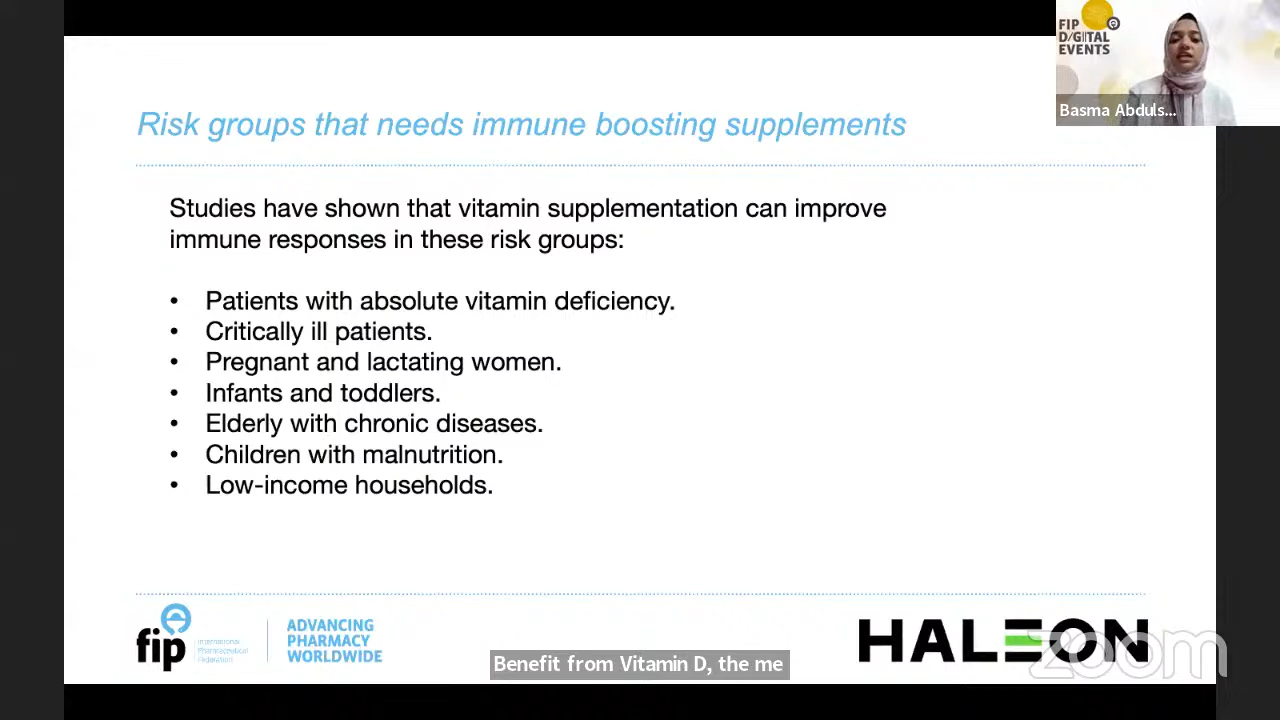 FIP
DIGITAL
EVENTS
Basma Abduls...
Risk groups that needs immune boosting supplements
Studies have shown that vitamin supplementation can improve
immune responses in these risk groups:
• Patients with absolute vitamin deficiency.
• Critically ill patients.
• Pregnant and lactating women.
• Infants and toddlers.
• Elderly with chronic diseases.
• Children with malnutrition.
• Low-income households.
fip
International
Pharmaceutical
Federation
ADVANCING
PHARMACY
WORLDWIDE
HALEON
zoom
Benefit from Vitamin D, the me